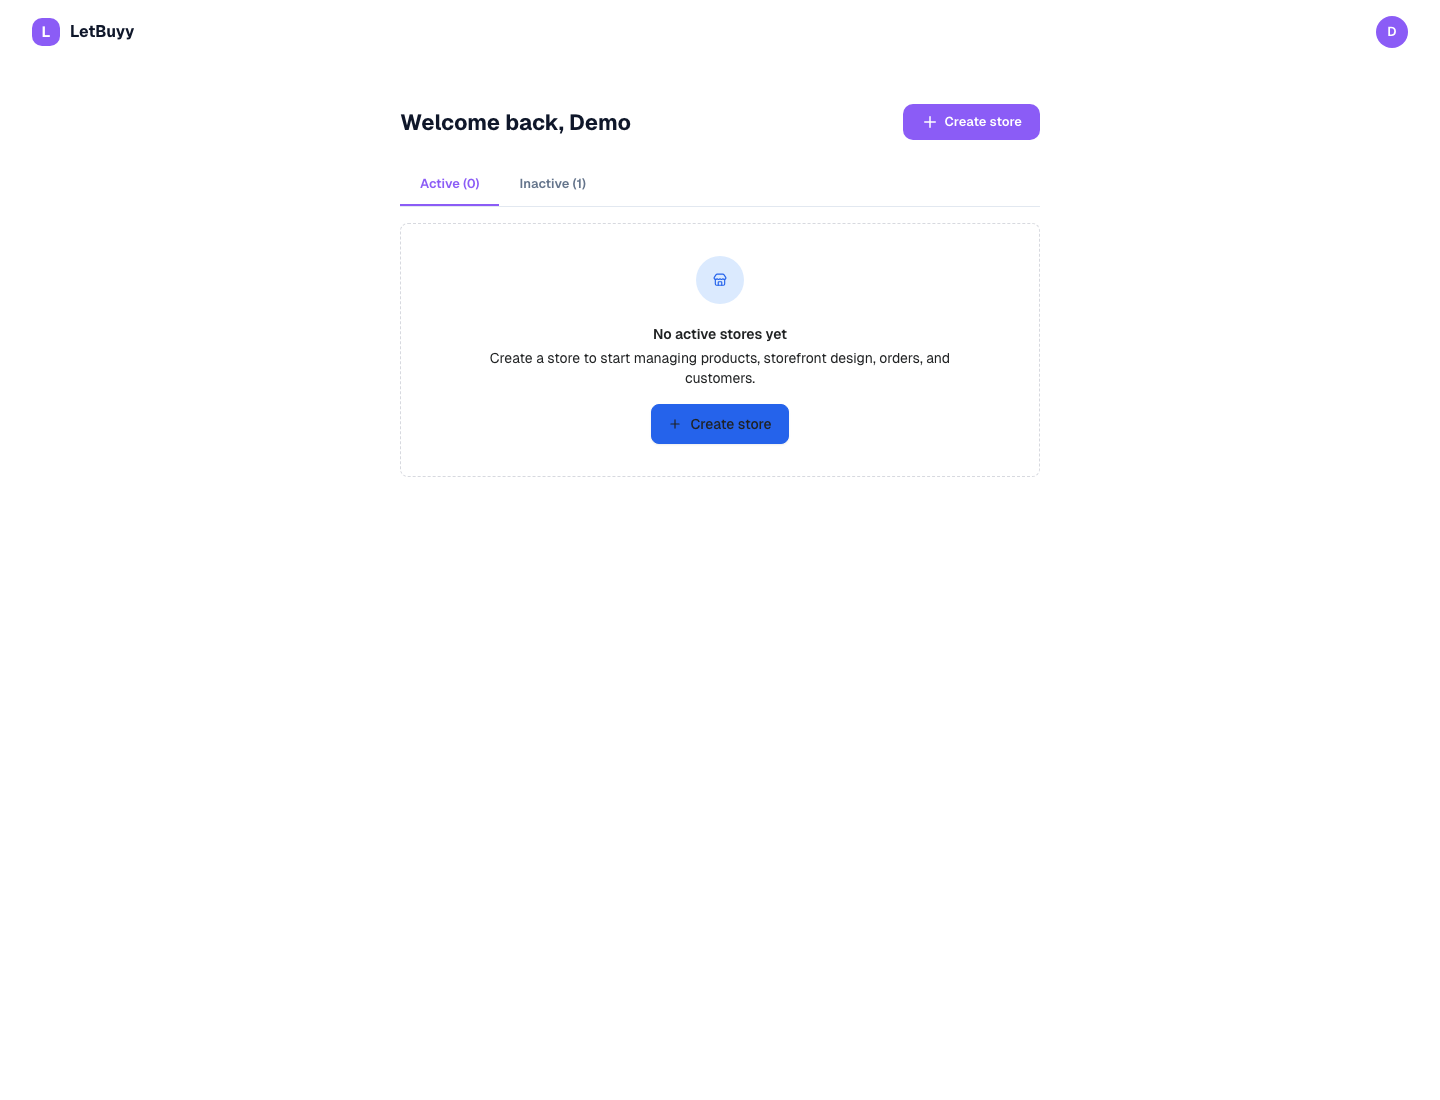 L LetBuyy
D
Welcome back, Demo
Create store
Active (0) Inactive (1)
No active stores yet
Create a store to start managing products, storefront design, orders, and
customers.
Create store